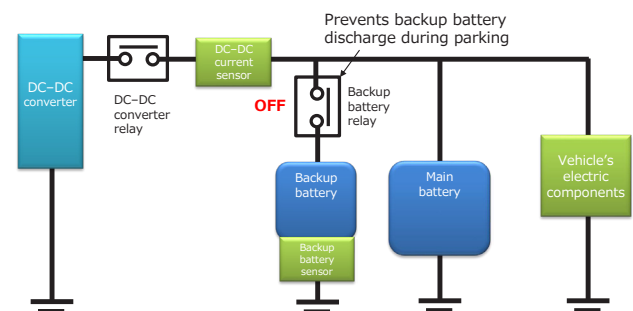 Prevents backup battery
discharge during parking
DC–DC
converter
DC–DC
converter
relay
DC–DC
current
sensor
OFF
Backup
battery
relay
Backup
battery
Backup
battery
sensor
Main
battery
Vehicle's
electric
components